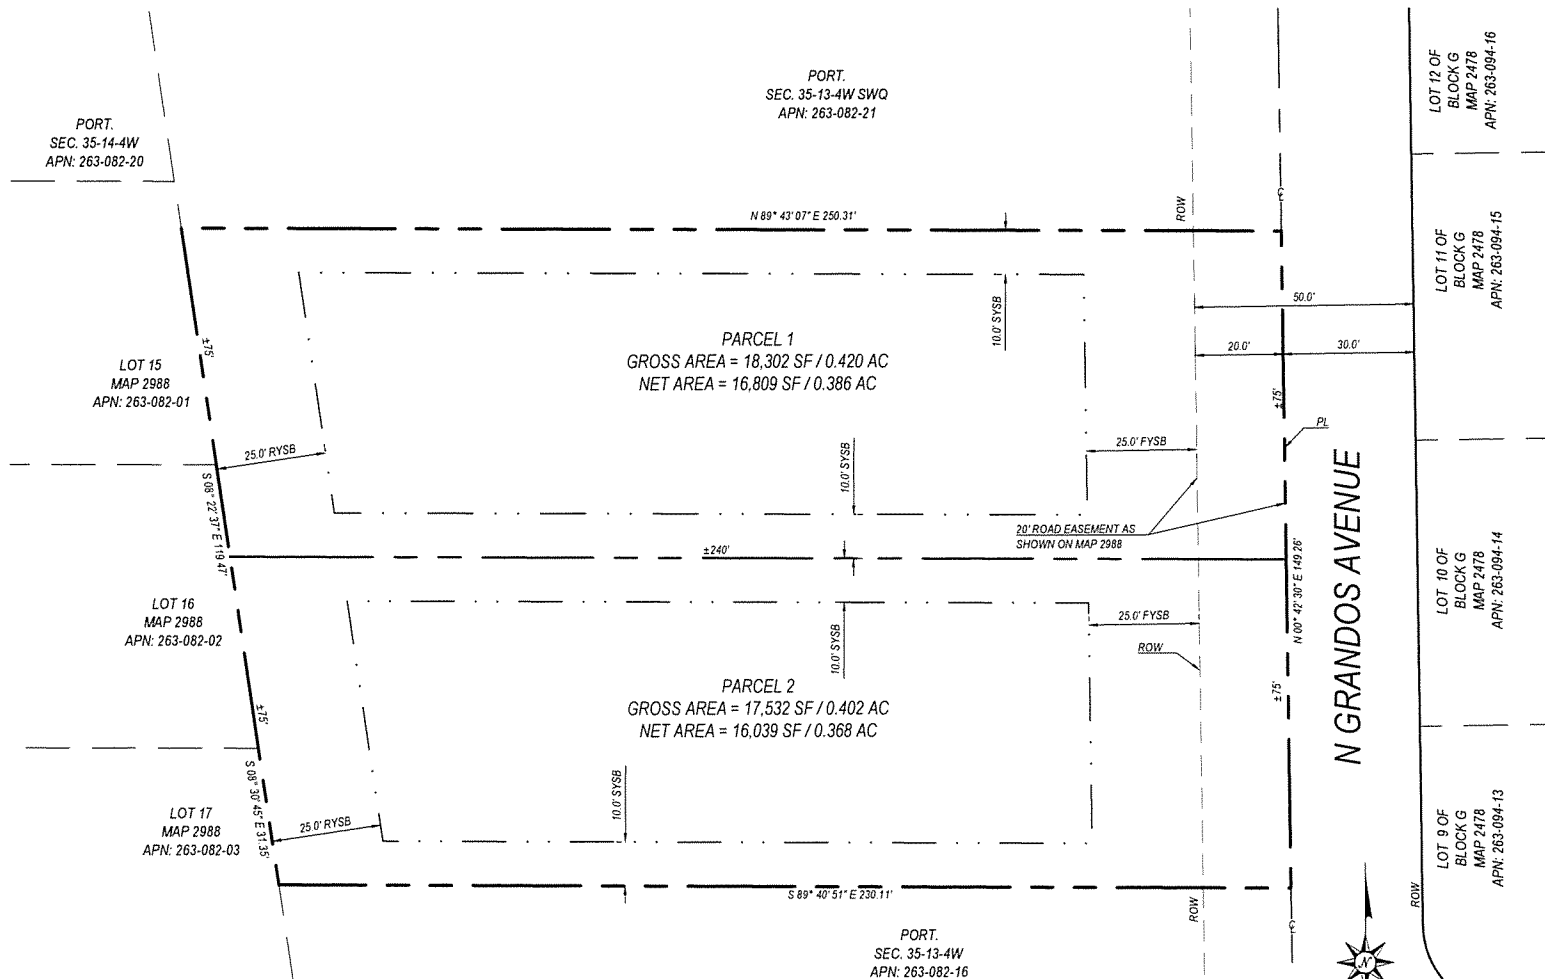 PORT.
SEC. 35-14-4W
APN: 263-082-20
PORT.
SEC. 35-13-4W SWQ
APN: 263-082-21
LOT 12 OF
BLOCK G
MAP 2478
APN: 263-094-16
N 89° 43' 07" E 250.31'
ROW
℄
LOT 11 OF
BLOCK G
MAP 2478
APN: 263-094-15
10.0' SYSB
50.0'
20.0'
30.0'
±75'
PARCEL 1
GROSS AREA = 18,302 SF / 0.420 AC
NET AREA = 16,809 SF / 0.386 AC
LOT 15
MAP 2988
APN: 263-082-01
±75'
PL
25.0' RYSB
10.0' SYSB
25.0' FYSB
S 08° 22' 37" E 119.47'
20' ROAD EASEMENT AS
SHOWN ON MAP 2988
±240'
N GRANDOS AVENUE
N 00° 42' 30" E 149.26'
LOT 10 OF
BLOCK G
MAP 2478
APN: 263-094-14
LOT 16
MAP 2988
APN: 263-082-02
10.0' SYSB
25.0' FYSB
ROW
±75'
PARCEL 2
GROSS AREA = 17,532 SF / 0.402 AC
NET AREA = 16,039 SF / 0.368 AC
±75'
S 08° 30' 45" E 31.35'
10.0' SYSB
25.0' RYSB
LOT 17
MAP 2988
APN: 263-082-03
LOT 9 OF
BLOCK G
MAP 2478
APN: 263-094-13
S 89° 40' 51" E 230.11'
ROW
℄
ROW
PORT.
SEC. 35-13-4W
APN: 263-082-16
N